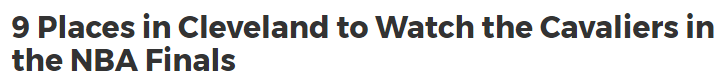 9 Places in Cleveland to Watch the Cavaliers in
the NBA Finals